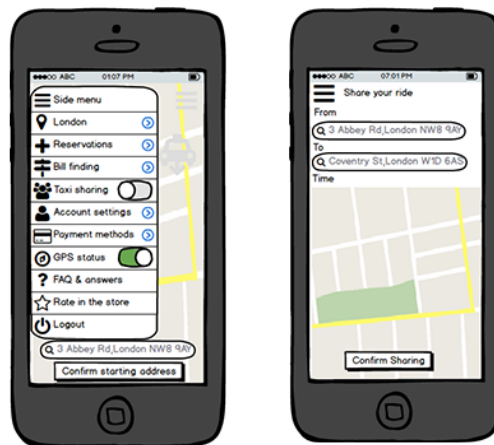 ABC 01:07 PM
Side menu
London
Reservations
Bill finding
Taxi sharing
Account settings
Payment methods
GPS status
? FAQ & answers
Rate in the store
Logout
3 Abbey Rd,London NW8 9AY
Confirm starting address
ABC 07:01 PM
Share your ride
From
3 Abbey Rd,London NW8 9AY
To
Coventry St,London W1D 6AS
Time
Confirm Sharing